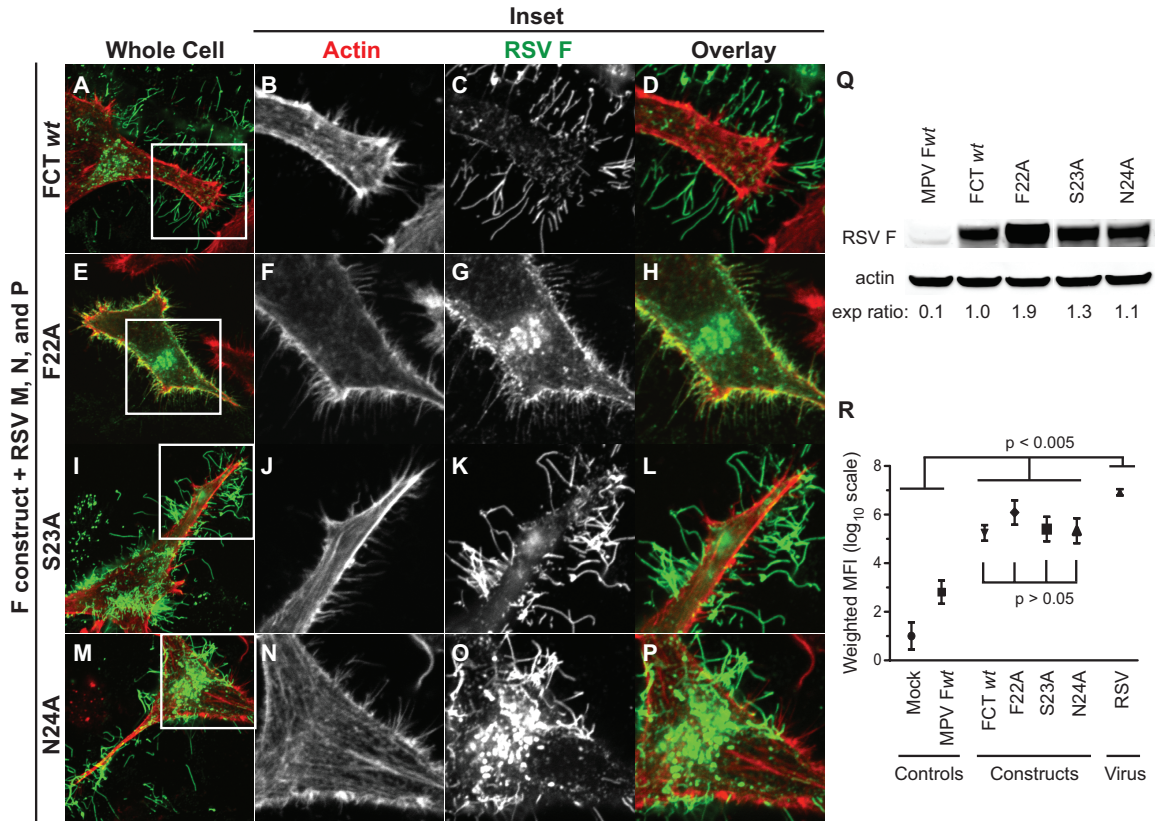 Inset
Whole Cell Actin RSV F Overlay
F construct + RSV M, N, and P
FCT wt
A B C D
F22A
E F G H
S23A
I J K L
N24A
M N O P
Q
MPV Fwt FCT wt F22A S23A N24A
RSV F
actin
exp ratio: 0.1 1.0 1.9 1.3 1.1
R
p < 0.005
Weighted MFI (log10 scale)
8
6
4
2
0
p > 0.05
Mock MPV Fwt FCT wt F22A S23A N24A RSV
Controls Constructs Virus